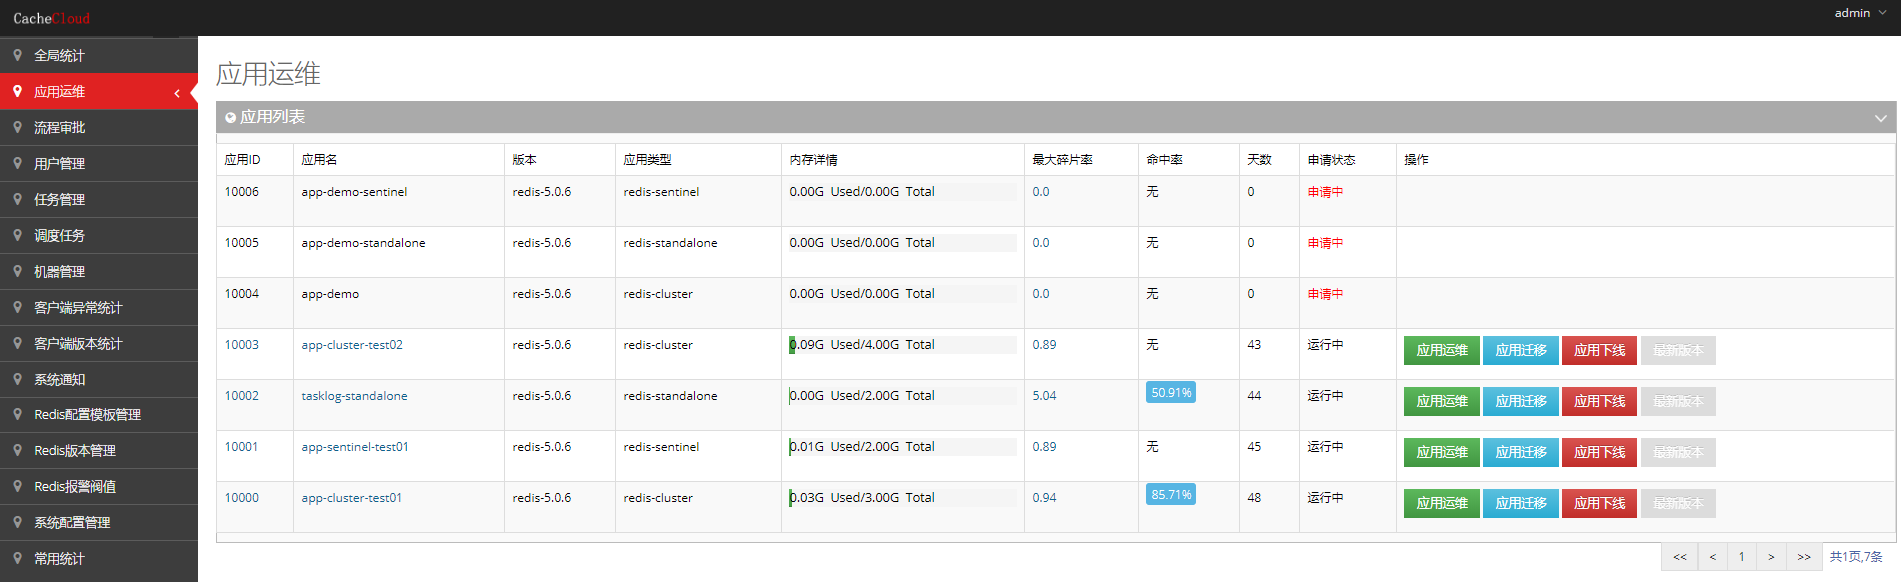 CacheCloud
admin
全局统计
应用运维
流程审批
用户管理
任务管理
调度任务
机器管理
客户端异常统计
客户端版本统计
系统通知
Redis配置模板管理
Redis版本管理
Redis报警阀值
系统配置管理
常用统计
应用运维
应用列表
应用ID 应用名 版本 应用类型 内存详情 最大碎片率 命中率 天数 申请状态 操作
10006 app-demo-sentinel redis-5.0.6 redis-sentinel 0.00G Used/0.00G Total 0.0 无 0 申请中
10005 app-demo-standalone redis-5.0.6 redis-standalone 0.00G Used/0.00G Total 0.0 无 0 申请中
10004 app-demo redis-5.0.6 redis-cluster 0.00G Used/0.00G Total 0.0 无 0 申请中
10003 app-cluster-test02 redis-5.0.6 redis-cluster 0.09G Used/4.00G Total 0.89 无 43 运行中 应用运维 应用迁移 应用下线 最新版本
10002 tasklog-standalone redis-5.0.6 redis-standalone 0.00G Used/2.00G Total 5.04 50.91% 44 运行中 应用运维 应用迁移 应用下线 最新版本
10001 app-sentinel-test01 redis-5.0.6 redis-sentinel 0.01G Used/2.00G Total 0.89 无 45 运行中 应用运维 应用迁移 应用下线 最新版本
10000 app-cluster-test01 redis-5.0.6 redis-cluster 0.03G Used/3.00G Total 0.94 85.71% 48 运行中 应用运维 应用迁移 应用下线 最新版本
<< < 1 > >> 共1页,7条